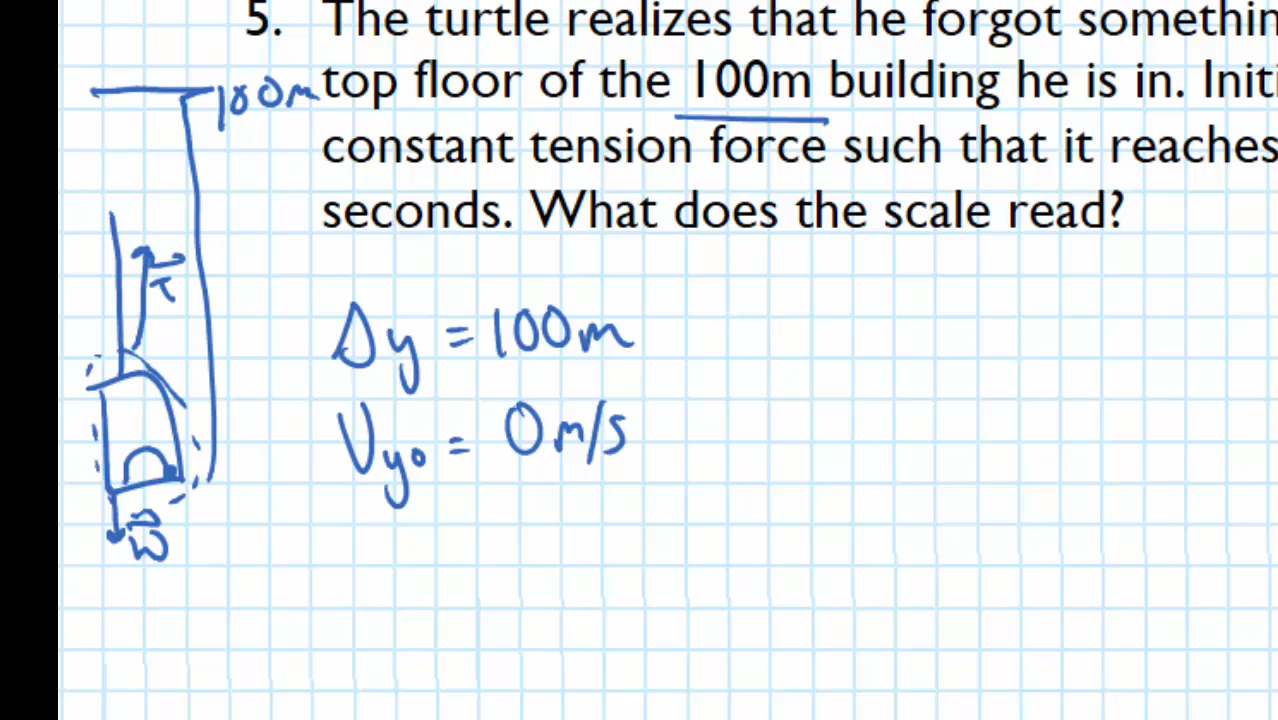 5. The turtle realizes that he forgot somethin
top floor of the 100m building he is in. Initi
constant tension force such that it reaches
seconds. What does the scale read?
100m
T
Δy = 100m
Vyo = 0 m/s
W